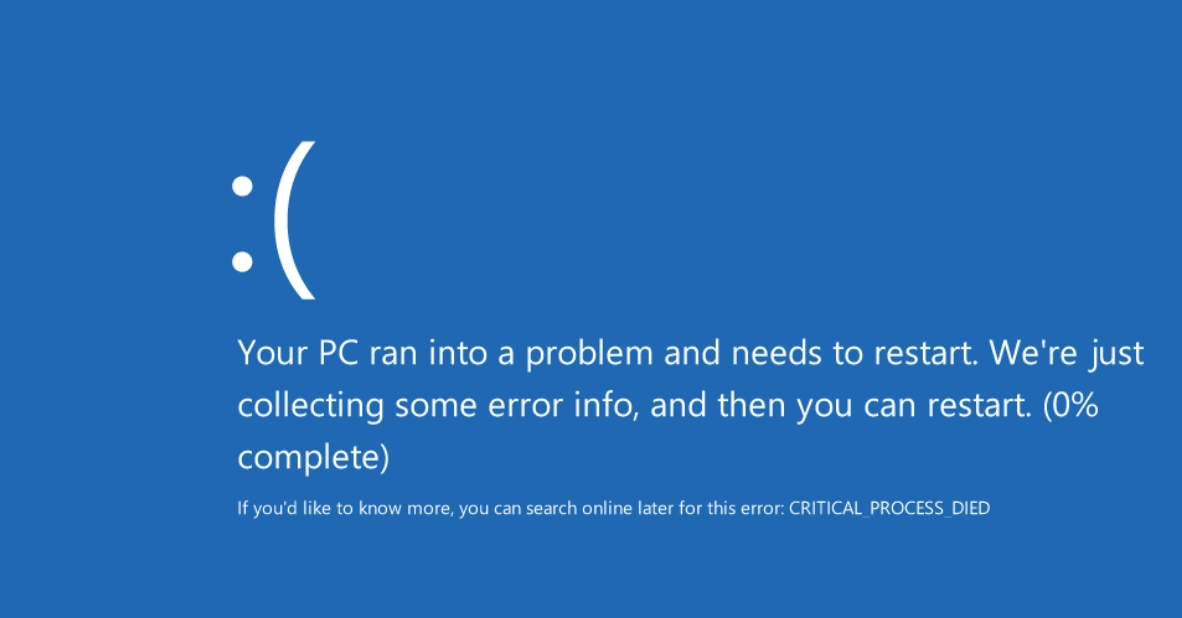 :(
Your PC ran into a problem and needs to restart. We're just
collecting some error info, and then you can restart. (0%
complete)
If you'd like to know more, you can search online later for this error: CRITICAL_PROCESS_DIED